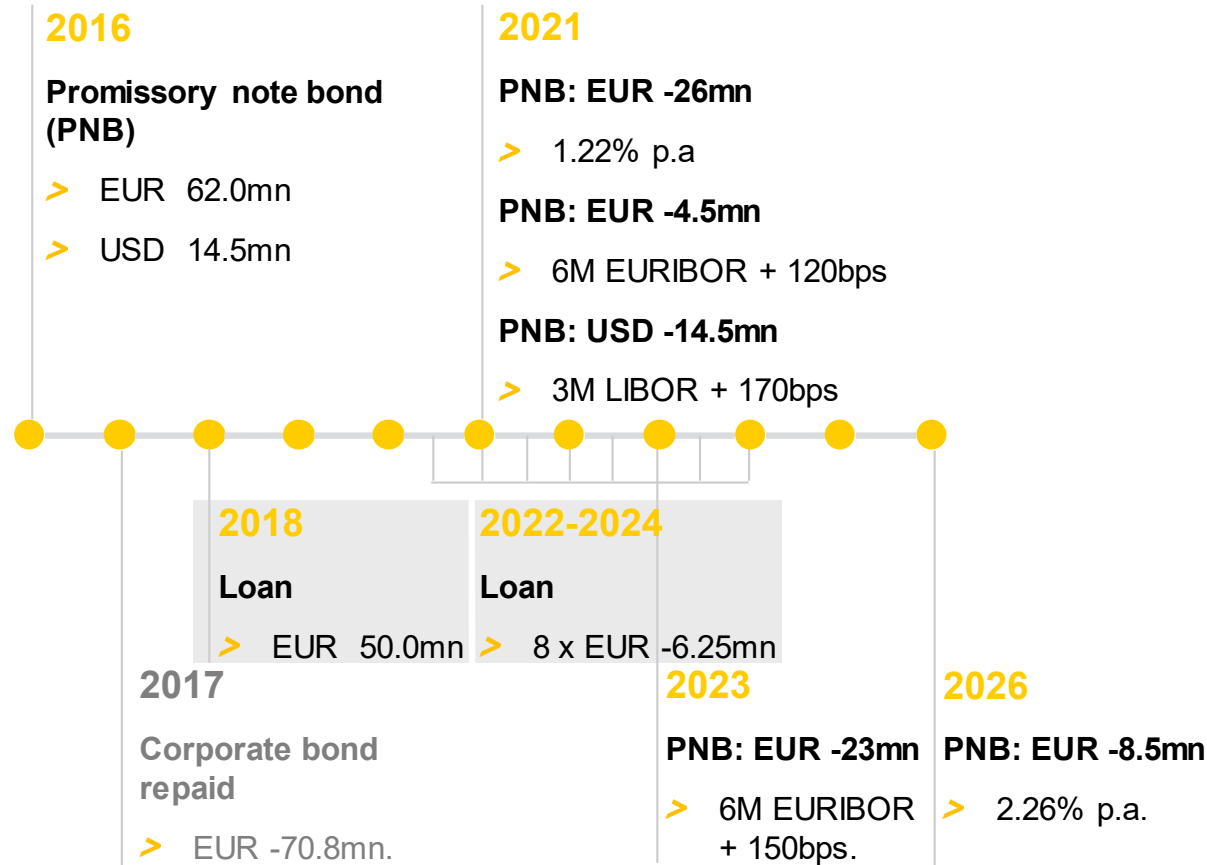 2016
Promissory note bond
(PNB)
> EUR 62.0mn
> USD 14.5mn
2021
PNB: EUR -26mn
> 1.22% p.a
PNB: EUR -4.5mn
> 6M EURIBOR + 120bps
PNB: USD -14.5mn
> 3M LIBOR + 170bps
2018
Loan
> EUR 50.0mn
2022-2024
Loan
> 8 x EUR -6.25mn
2017
Corporate bond
repaid
> EUR -70.8mn.
2023
PNB: EUR -23mn
> 6M EURIBOR
+ 150bps.
2026
PNB: EUR -8.5mn
> 2.26% p.a.